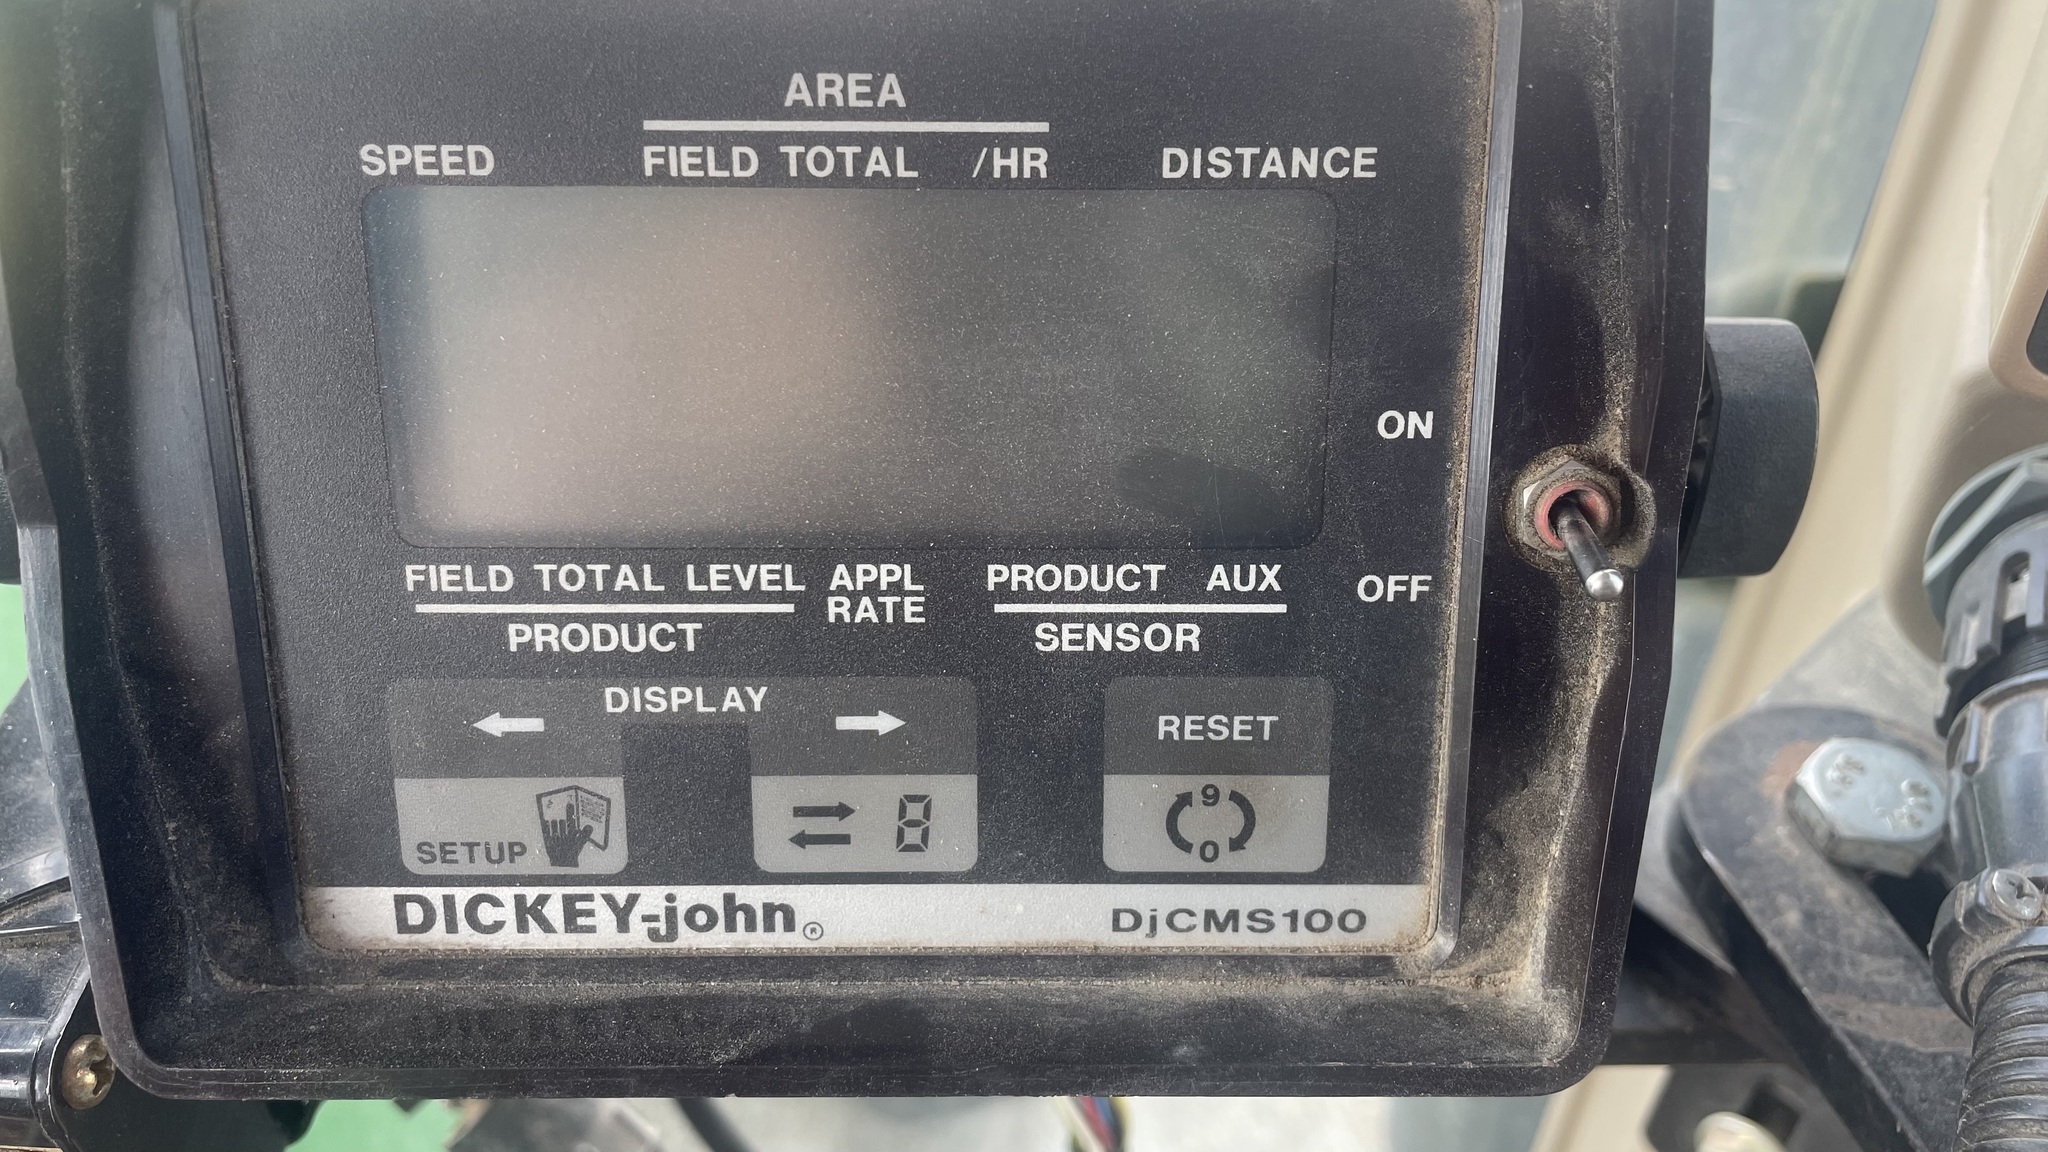 AREA
SPEED FIELD TOTAL /HR DISTANCE
ON
OFF
FIELD TOTAL LEVEL APPL RATE PRODUCT AUX
PRODUCT SENSOR
DISPLAY
RESET
SETUP 8 9
0
DICKEY-john® DjCMS100